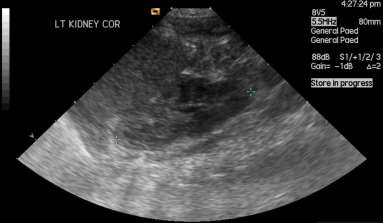 4:27:24 pm
LT KIDNEY COR
8V5
5.5MHz 80mm
General Paed
General Paed
88dB S1/+1/2/ 3
Gain= -1dB Δ=2
Store in progress